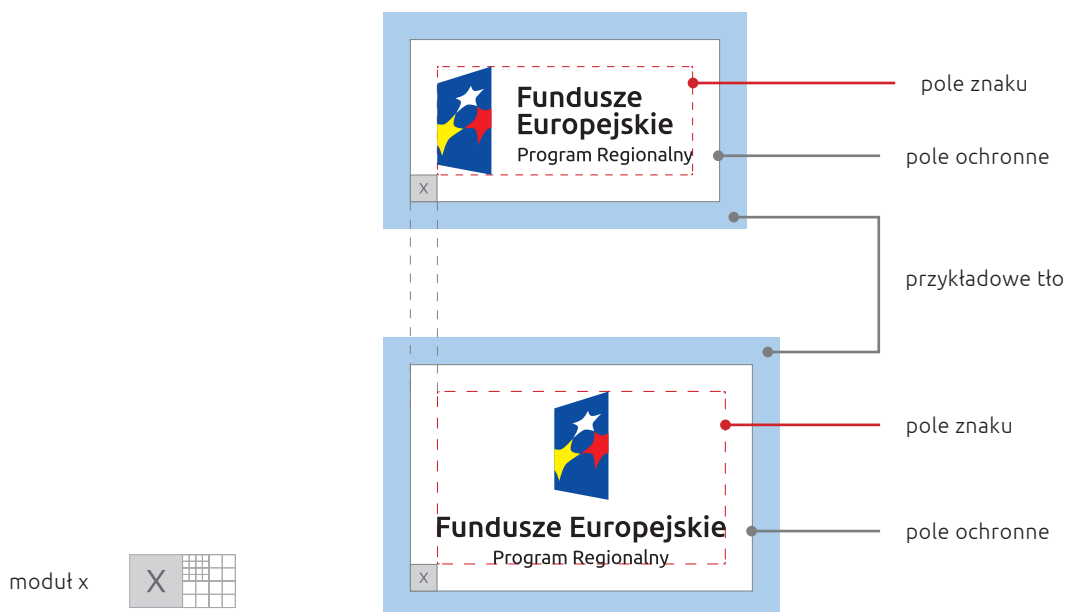 Fundusze
Europejskie
Program Regionalny
x
pole znaku
pole ochronne
przykładowe tło
Fundusze Europejskie
Program Regionalny
x
pole znaku
pole ochronne
moduł x
X